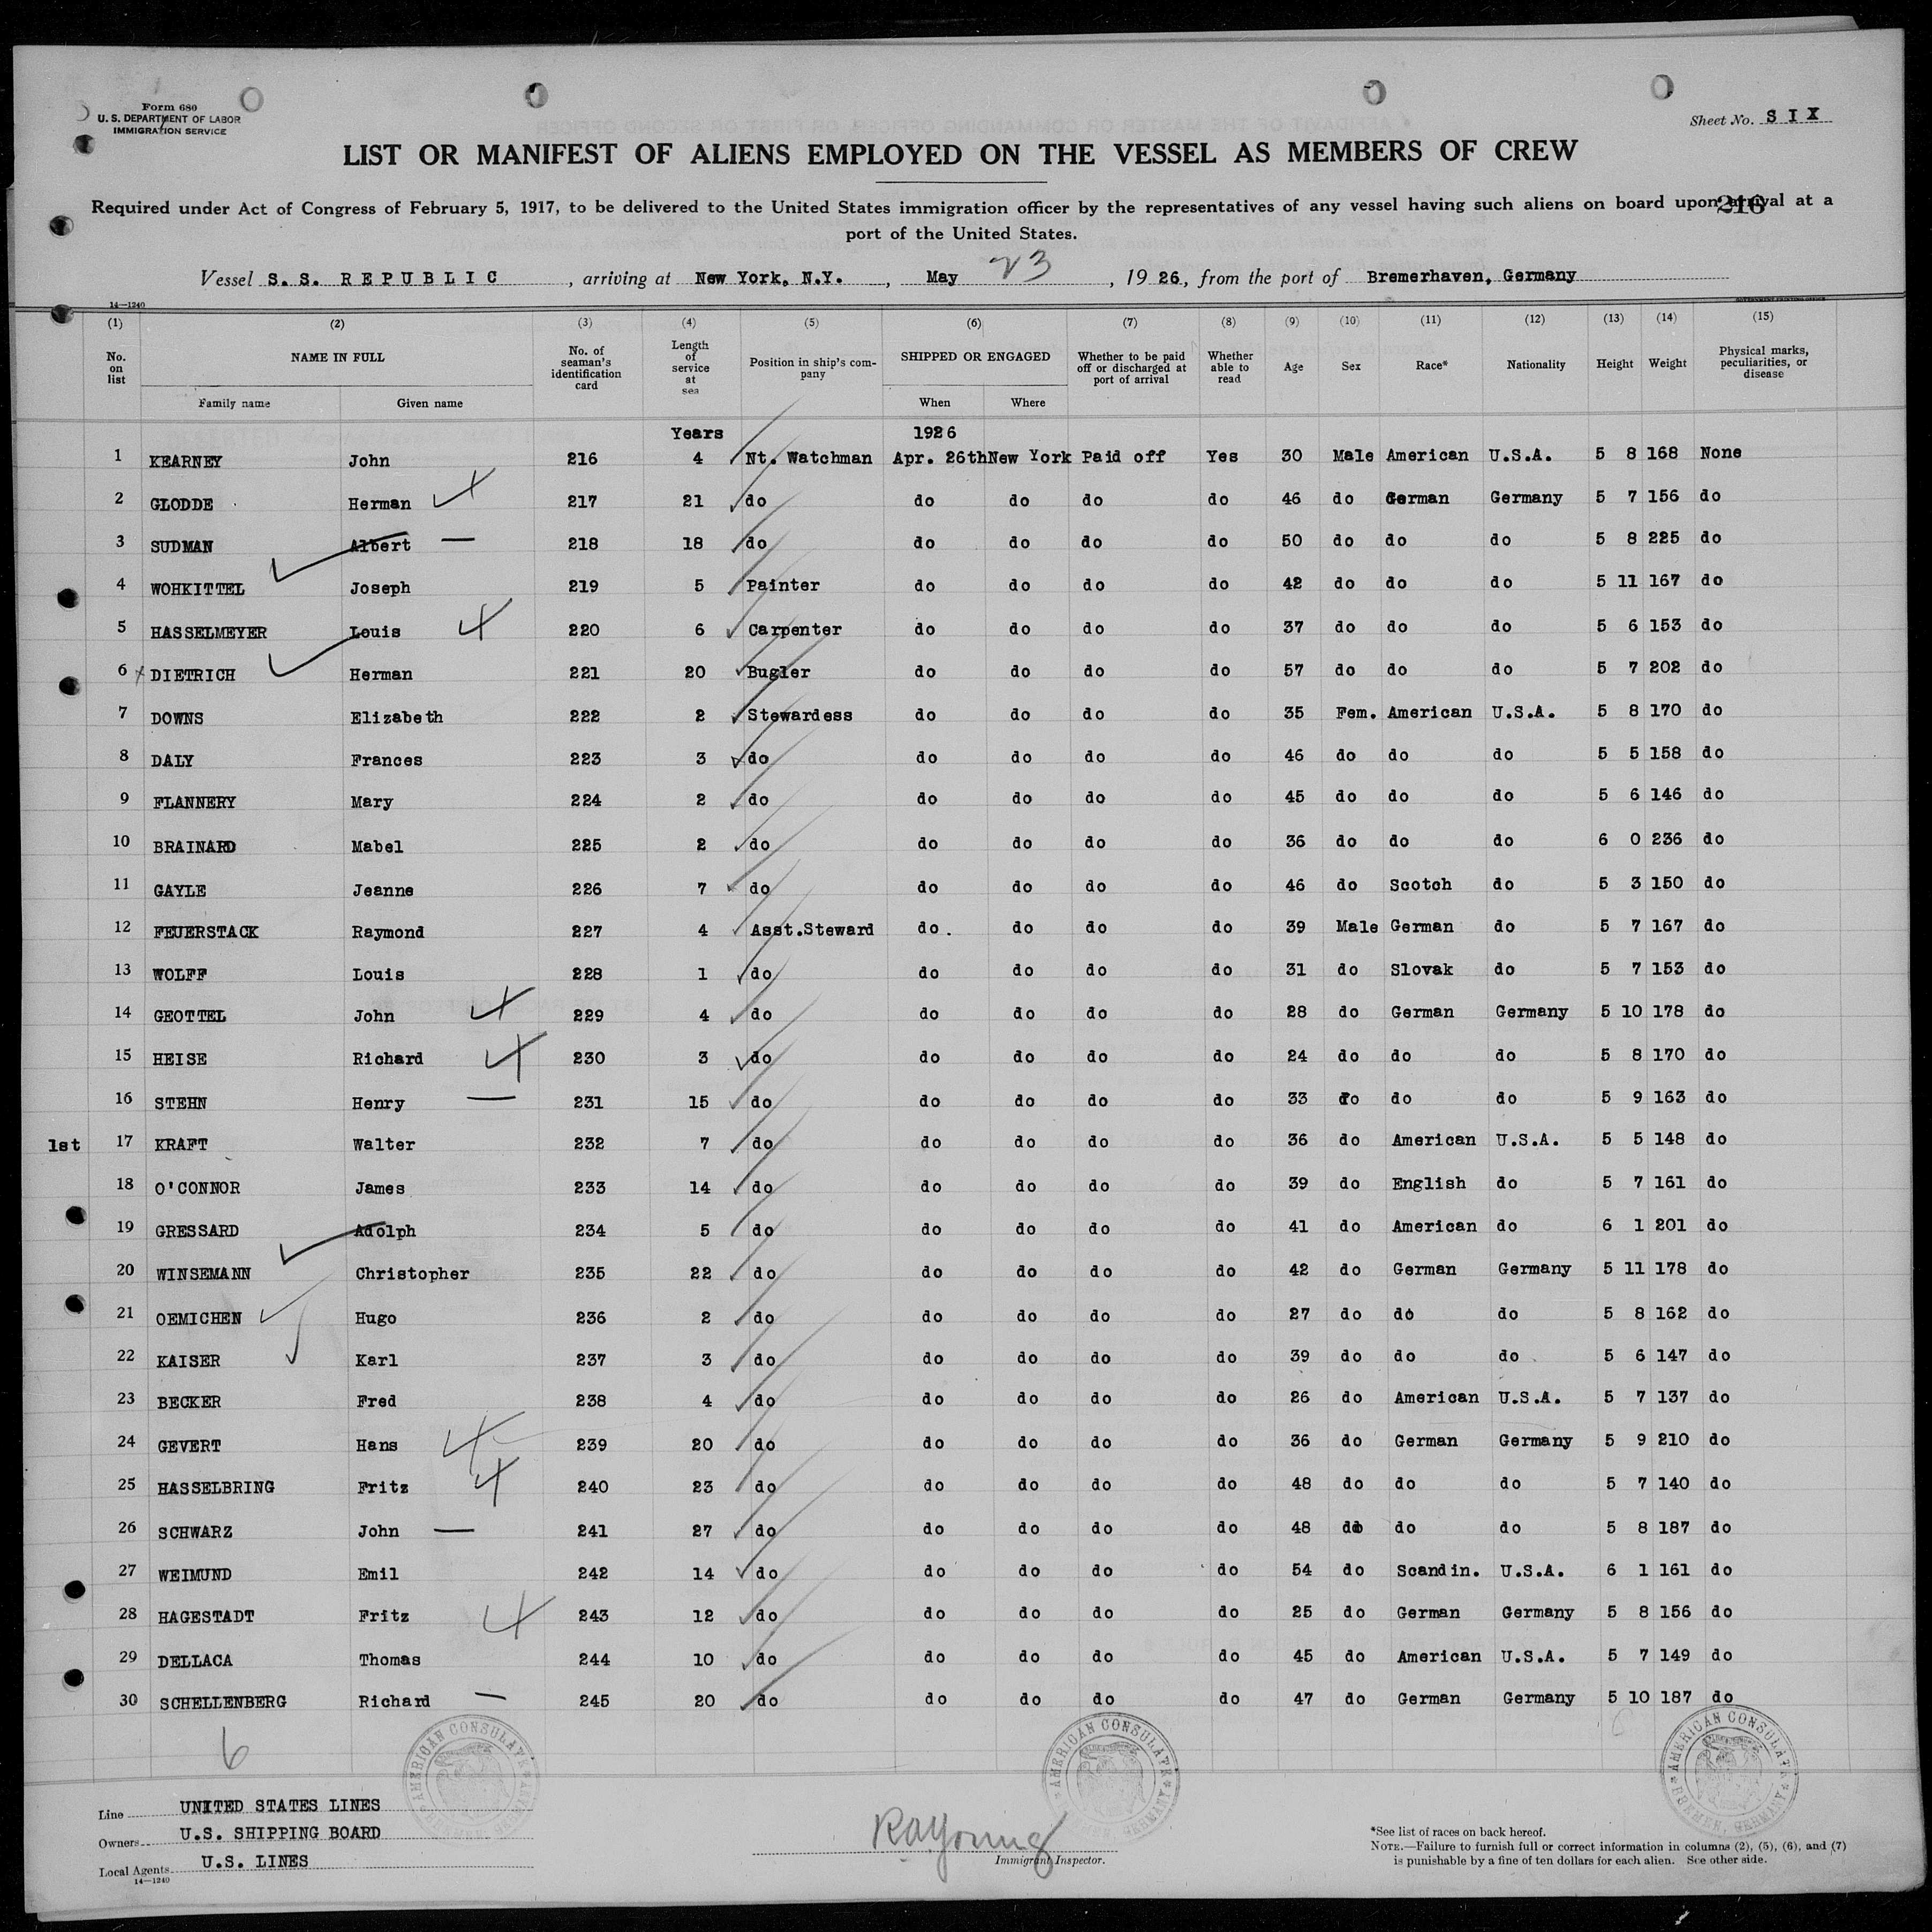 Form 680
U. S. DEPARTMENT OF LABOR
IMMIGRATION SERVICE
Sheet No. SIX
LIST OR MANIFEST OF ALIENS EMPLOYED ON THE VESSEL AS MEMBERS OF CREW
Required under Act of Congress of February 5, 1917, to be delivered to the United States immigration officer by the representatives of any vessel having such aliens on board upon arrival at a
216
port of the United States.
Vessel S.S. REPUBLIC, arriving at New York, N.Y., May 23, 1926, from the port of Bremerhaven, Germany
14—1240
(1) (2) (3) (4) (5) (6) (7) (8) (9) (10) (11) (12) (13) (14) (15)
No. on list NAME IN FULL No. of seaman's identification card Length of service at sea Position in ship's company SHIPPED OR ENGAGED Whether to be paid off or discharged at port of arrival Whether able to read Age Sex Race* Nationality Height Weight Physical marks, peculiarities, or disease
Family name Given name When Where
Years 1926
1 KEARNEY John 216 4 Nt. Watchman Apr. 26th New York Paid off Yes 30 Male American U.S.A. 5 8 168 None
2 GLODDE Herman 217 21 do do do do do 46 do German Germany 5 7 156 do
3 SUDMAN Albert 218 18 do do do do do 50 do do do 5 8 225 do
4 WOHKITTEL Joseph 219 5 Painter do do do do 42 do do do 5 11 167 do
5 HASSELMEYER Louis 220 6 Carpenter do do do do 37 do do do 5 6 153 do
6 DIETRICH Herman 221 20 Bugler do do do do 57 do do do 5 7 202 do
7 DOWNS Elizabeth 222 2 Stewardess do do do do 35 Fem. American U.S.A. 5 8 170 do
8 DALY Frances 223 3 do do do do do 46 do do do 5 5 158 do
9 FLANNERY Mary 224 2 do do do do do 45 do do do 5 6 146 do
10 BRAINARD Mabel 225 2 do do do do do 36 do do do 6 0 236 do
11 GAYLE Jeanne 226 7 do do do do do 46 do Scotch do 5 3 150 do
12 FEUERSTACK Raymond 227 4 Asst.Steward do. do do do 39 Male German do 5 7 167 do
13 WOLFF Louis 228 1 do do do do do 31 do Slovak do 5 7 153 do
14 GEOTTEL John 229 4 do do do do do 28 do German Germany 5 10 178 do
15 HEISE Richard 230 3 do do do do do 24 do do do 5 8 170 do
16 STEHN Henry 231 15 do do do do do 33 do do do 5 9 163 do
1st 17 KRAFT Walter 232 7 do do do do do 36 do American U.S.A. 5 5 148 do
18 O'CONNOR James 233 14 do do do do do 39 do English do 5 7 161 do
19 GRESSARD Adolph 234 5 do do do do do 41 do American do 6 1 201 do
20 WINSEMANN Christopher 235 22 do do do do do 42 do German Germany 5 11 178 do
21 OEMICHEN Hugo 236 2 do do do do do 27 do do do 5 8 162 do
22 KAISER Karl 237 3 do do do do do 39 do do do 5 6 147 do
23 BECKER Fred 238 4 do do do do do 26 do American U.S.A. 5 7 137 do
24 GEVERT Hans 239 20 do do do do do 36 do German Germany 5 9 210 do
25 HASSELBRING Fritz 240 23 do do do do do 48 do do do 5 7 140 do
26 SCHWARZ John 241 27 do do do do do 48 do do do 5 8 187 do
27 WEIMUND Emil 242 14 do do do do do 54 do Scandin. U.S.A. 6 1 161 do
28 HAGESTADT Fritz 243 12 do do do do do 25 do German Germany 5 8 156 do
29 DELLACA Thomas 244 10 do do do do do 45 do American U.S.A. 5 7 149 do
30 SCHELLENBERG Richard 245 20 do do do do do 47 do German Germany 5 10 187 do
6
AMERICAN CONSULATE
AMERICAN CONSULATE
AMERICAN CONSULATE BREMEN, GERMANY
Line UNITED STATES LINES
Owners U.S. SHIPPING BOARD
Local Agents U.S. LINES
14—1240
RA Young
Immigrant Inspector.
*See list of races on back hereof.
NOTE.—Failure to furnish full or correct information in columns (2), (5), (6), and (7)
is punishable by a fine of ten dollars for each alien. See other side.